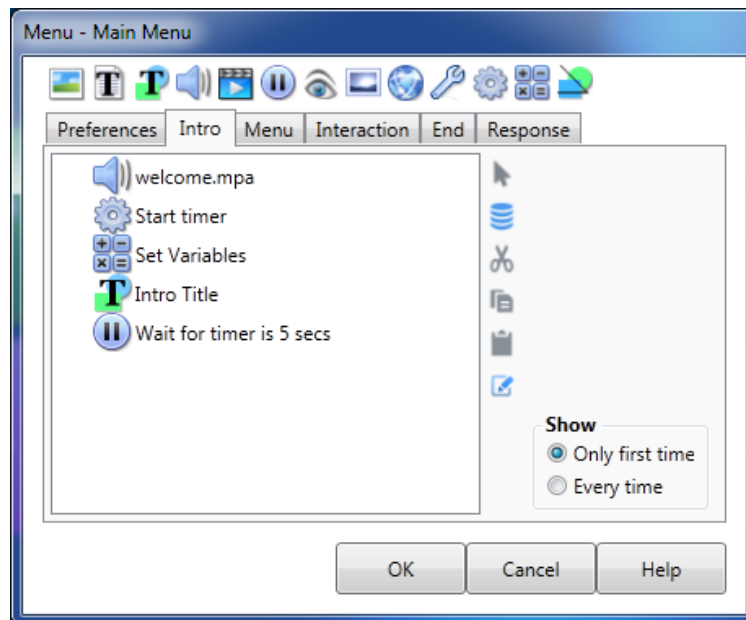 Menu - Main Menu
Preferences Intro Menu Interaction End Response
welcome.mpa
Start timer
Set Variables
Intro Title
Wait for timer is 5 secs
Show
Only first time
Every time
OK Cancel Help